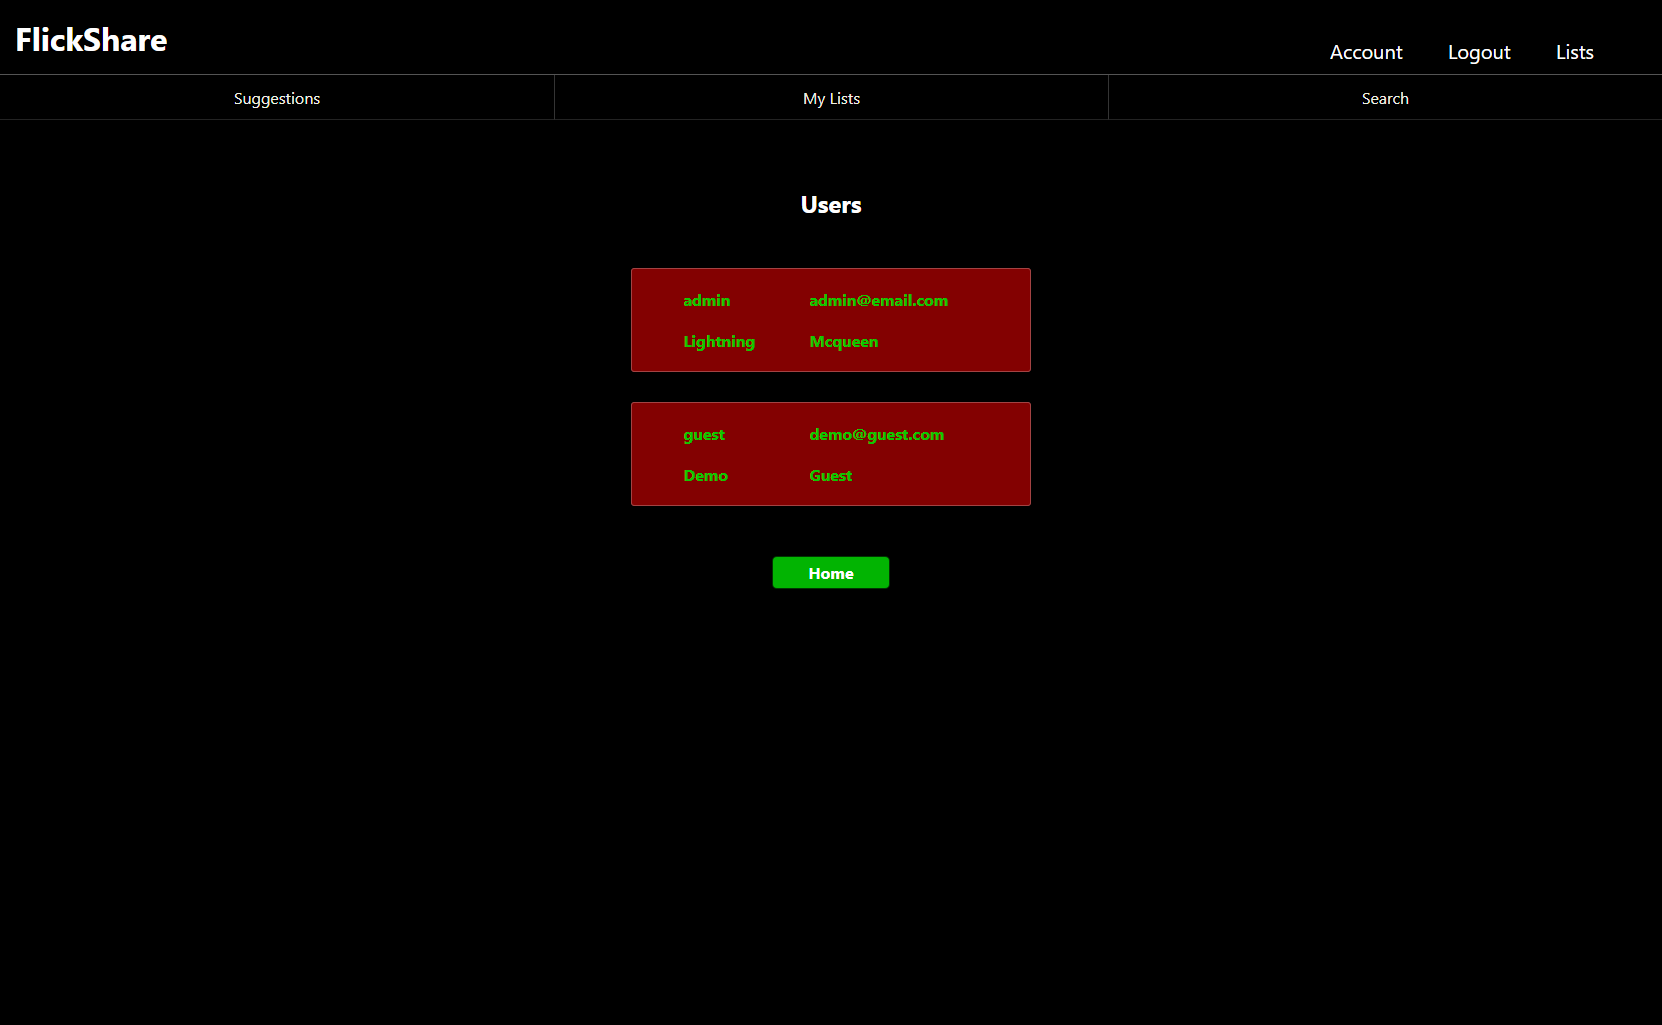 FlickShare
Account Logout Lists
Suggestions My Lists Search
Users
admin admin@email.com
Lightning Mcqueen
guest demo@guest.com
Demo Guest
Home